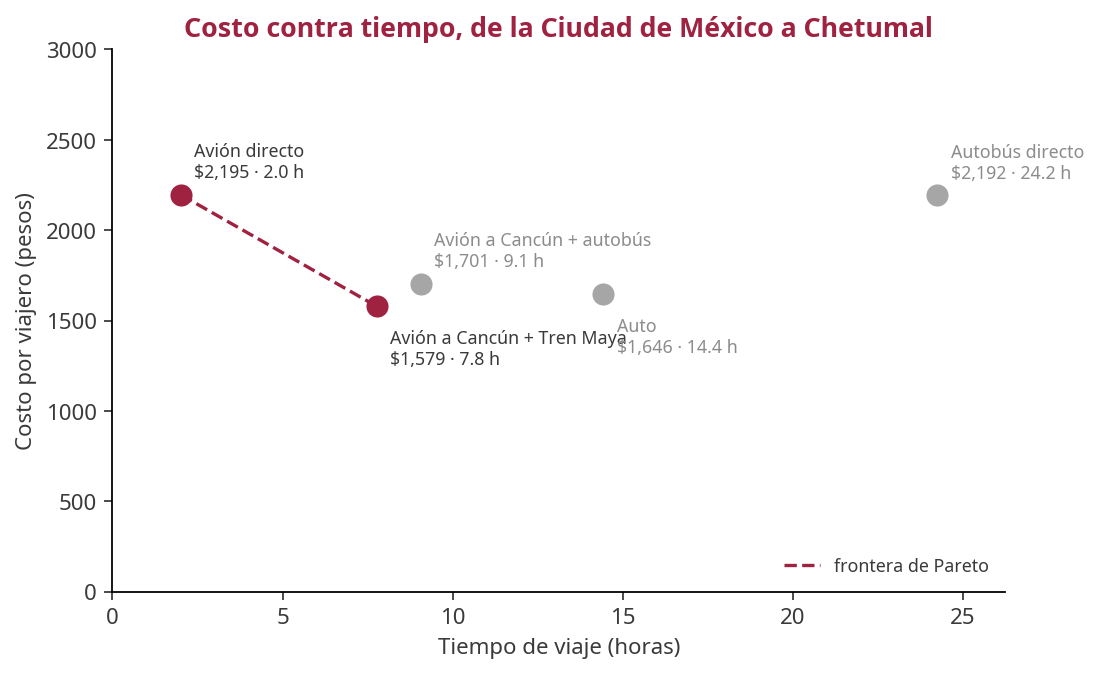 Costo contra tiempo, de la Ciudad de México a Chetumal
Costo por viajero (pesos)
3000
2500
2000
1500
1000
500
0
Avión directo
$2,195 · 2.0 h
Autobús directo
$2,192 · 24.2 h
Avión a Cancún + autobús
$1,701 · 9.1 h
Avión a Cancún + Tren Maya
$1,579 · 7.8 h
Auto
$1,646 · 14.4 h
frontera de Pareto
0 5 10 15 20 25
Tiempo de viaje (horas)